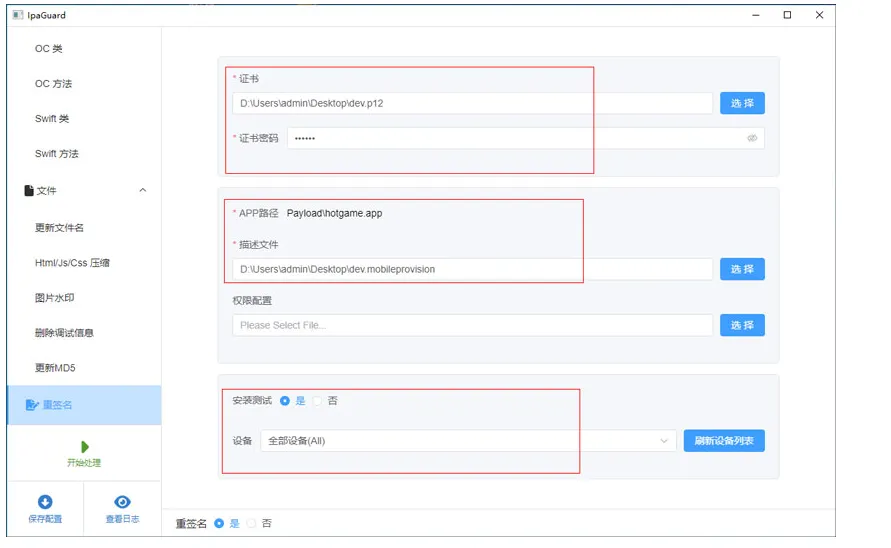 IpaGuard
OC 类
OC 方法
Swift 类
Swift 方法
文件
更新文件名
Html/Js/Css 压缩
图片水印
删除调试信息
更新MD5
重签名
开始处理
保存配置
查看日志
* 证书
D:\Users\admin\Desktop\dev.p12
选 择
* 证书密码 ••••••
* APP路径 Payload\hotgame.app
* 描述文件
D:\Users\admin\Desktop\dev.mobileprovision
选 择
权限配置
Please Select File...
选 择
安装测试 是 否
设备 全部设备(All)
刷新设备列表
重签名 是 否